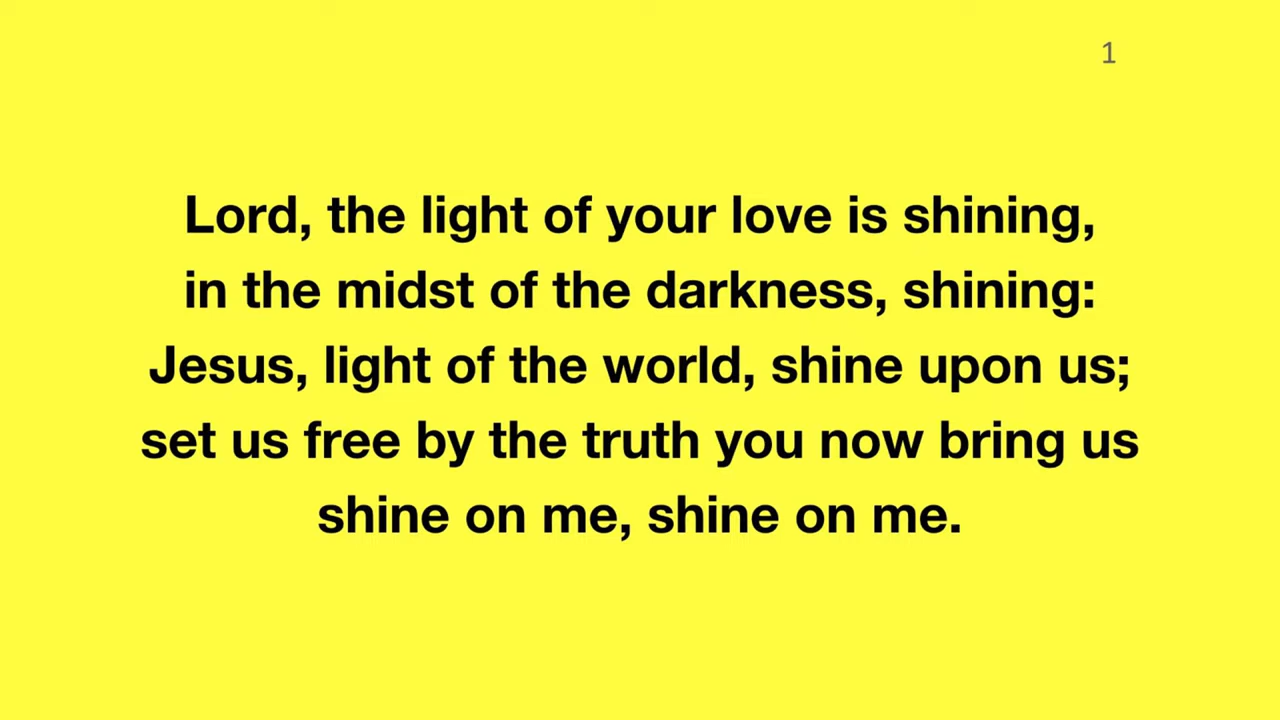 1
Lord, the light of your love is shining,
in the midst of the darkness, shining:
Jesus, light of the world, shine upon us;
set us free by the truth you now bring us
shine on me, shine on me.